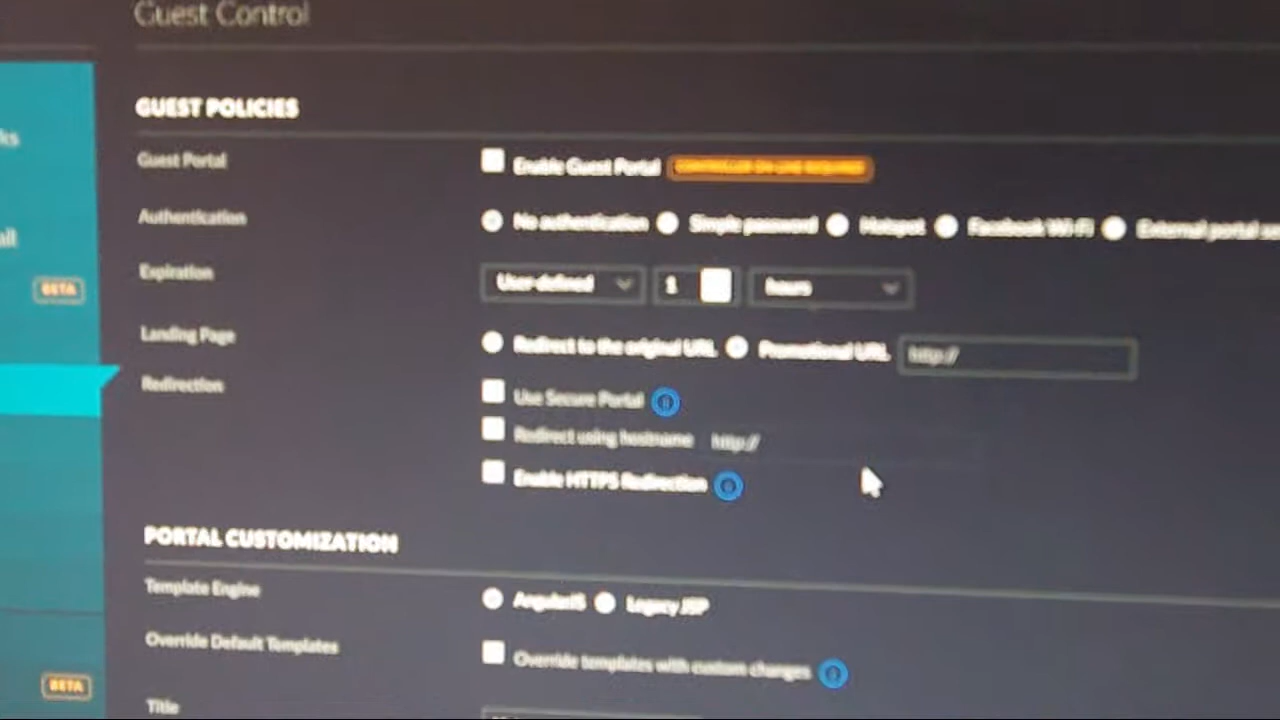 Guest Control
GUEST POLICIES
Guest Portal Enable Guest Portal
Authentication No authentication Simple password Hotspot Facebook Wi-Fi External portal
Expiration User-defined 1 hours
Landing Page Redirect to the original URL Promotional URL http://
Redirection Use Secure Portal
Redirect using hostname http://
Enable HTTPS Redirection
BETA
PORTAL CUSTOMIZATION
Template Engine AngularJS Legacy JSP
Override Default Templates Override templates with custom changes
BETA
Title